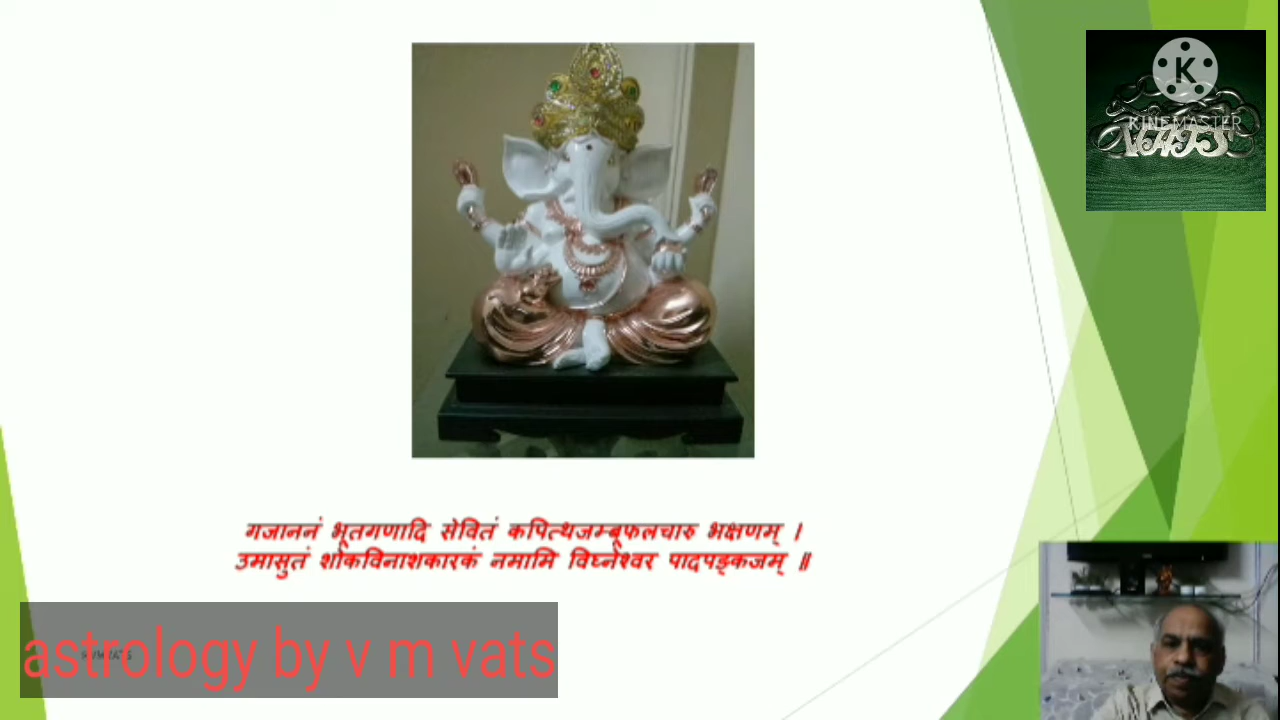 K
KINEMASTER
VATS
गजाननं भूतगणादि सेवितं कपित्थजम्बूफलचारु भक्षणम् ।
उमासुतं शोकविनाशकारकं नमामि विघ्नेश्वर पादपङ्कजम् ॥
astrology by v m vats